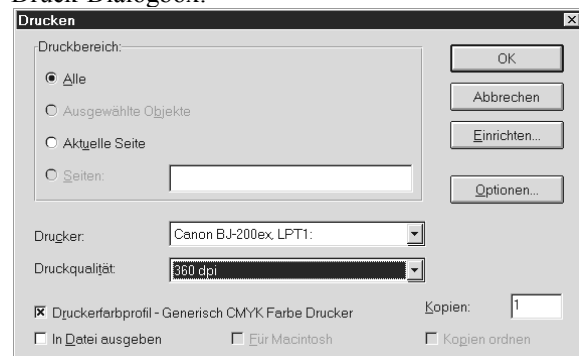 Druck-Dialogbox:
Drucken
Druckbereich:
Alle
Ausgewählte Objekte
Aktuelle Seite
Seiten:
OK
Abbrechen
Einrichten...
Optionen...
Drucker: Canon BJ-200ex, LPT1:
Druckqualität: 360 dpi
Druckerfarbprofil - Generisch CMYK Farbe Drucker
Kopien: 1
In Datei ausgeben Für Macintosh Kopien ordnen